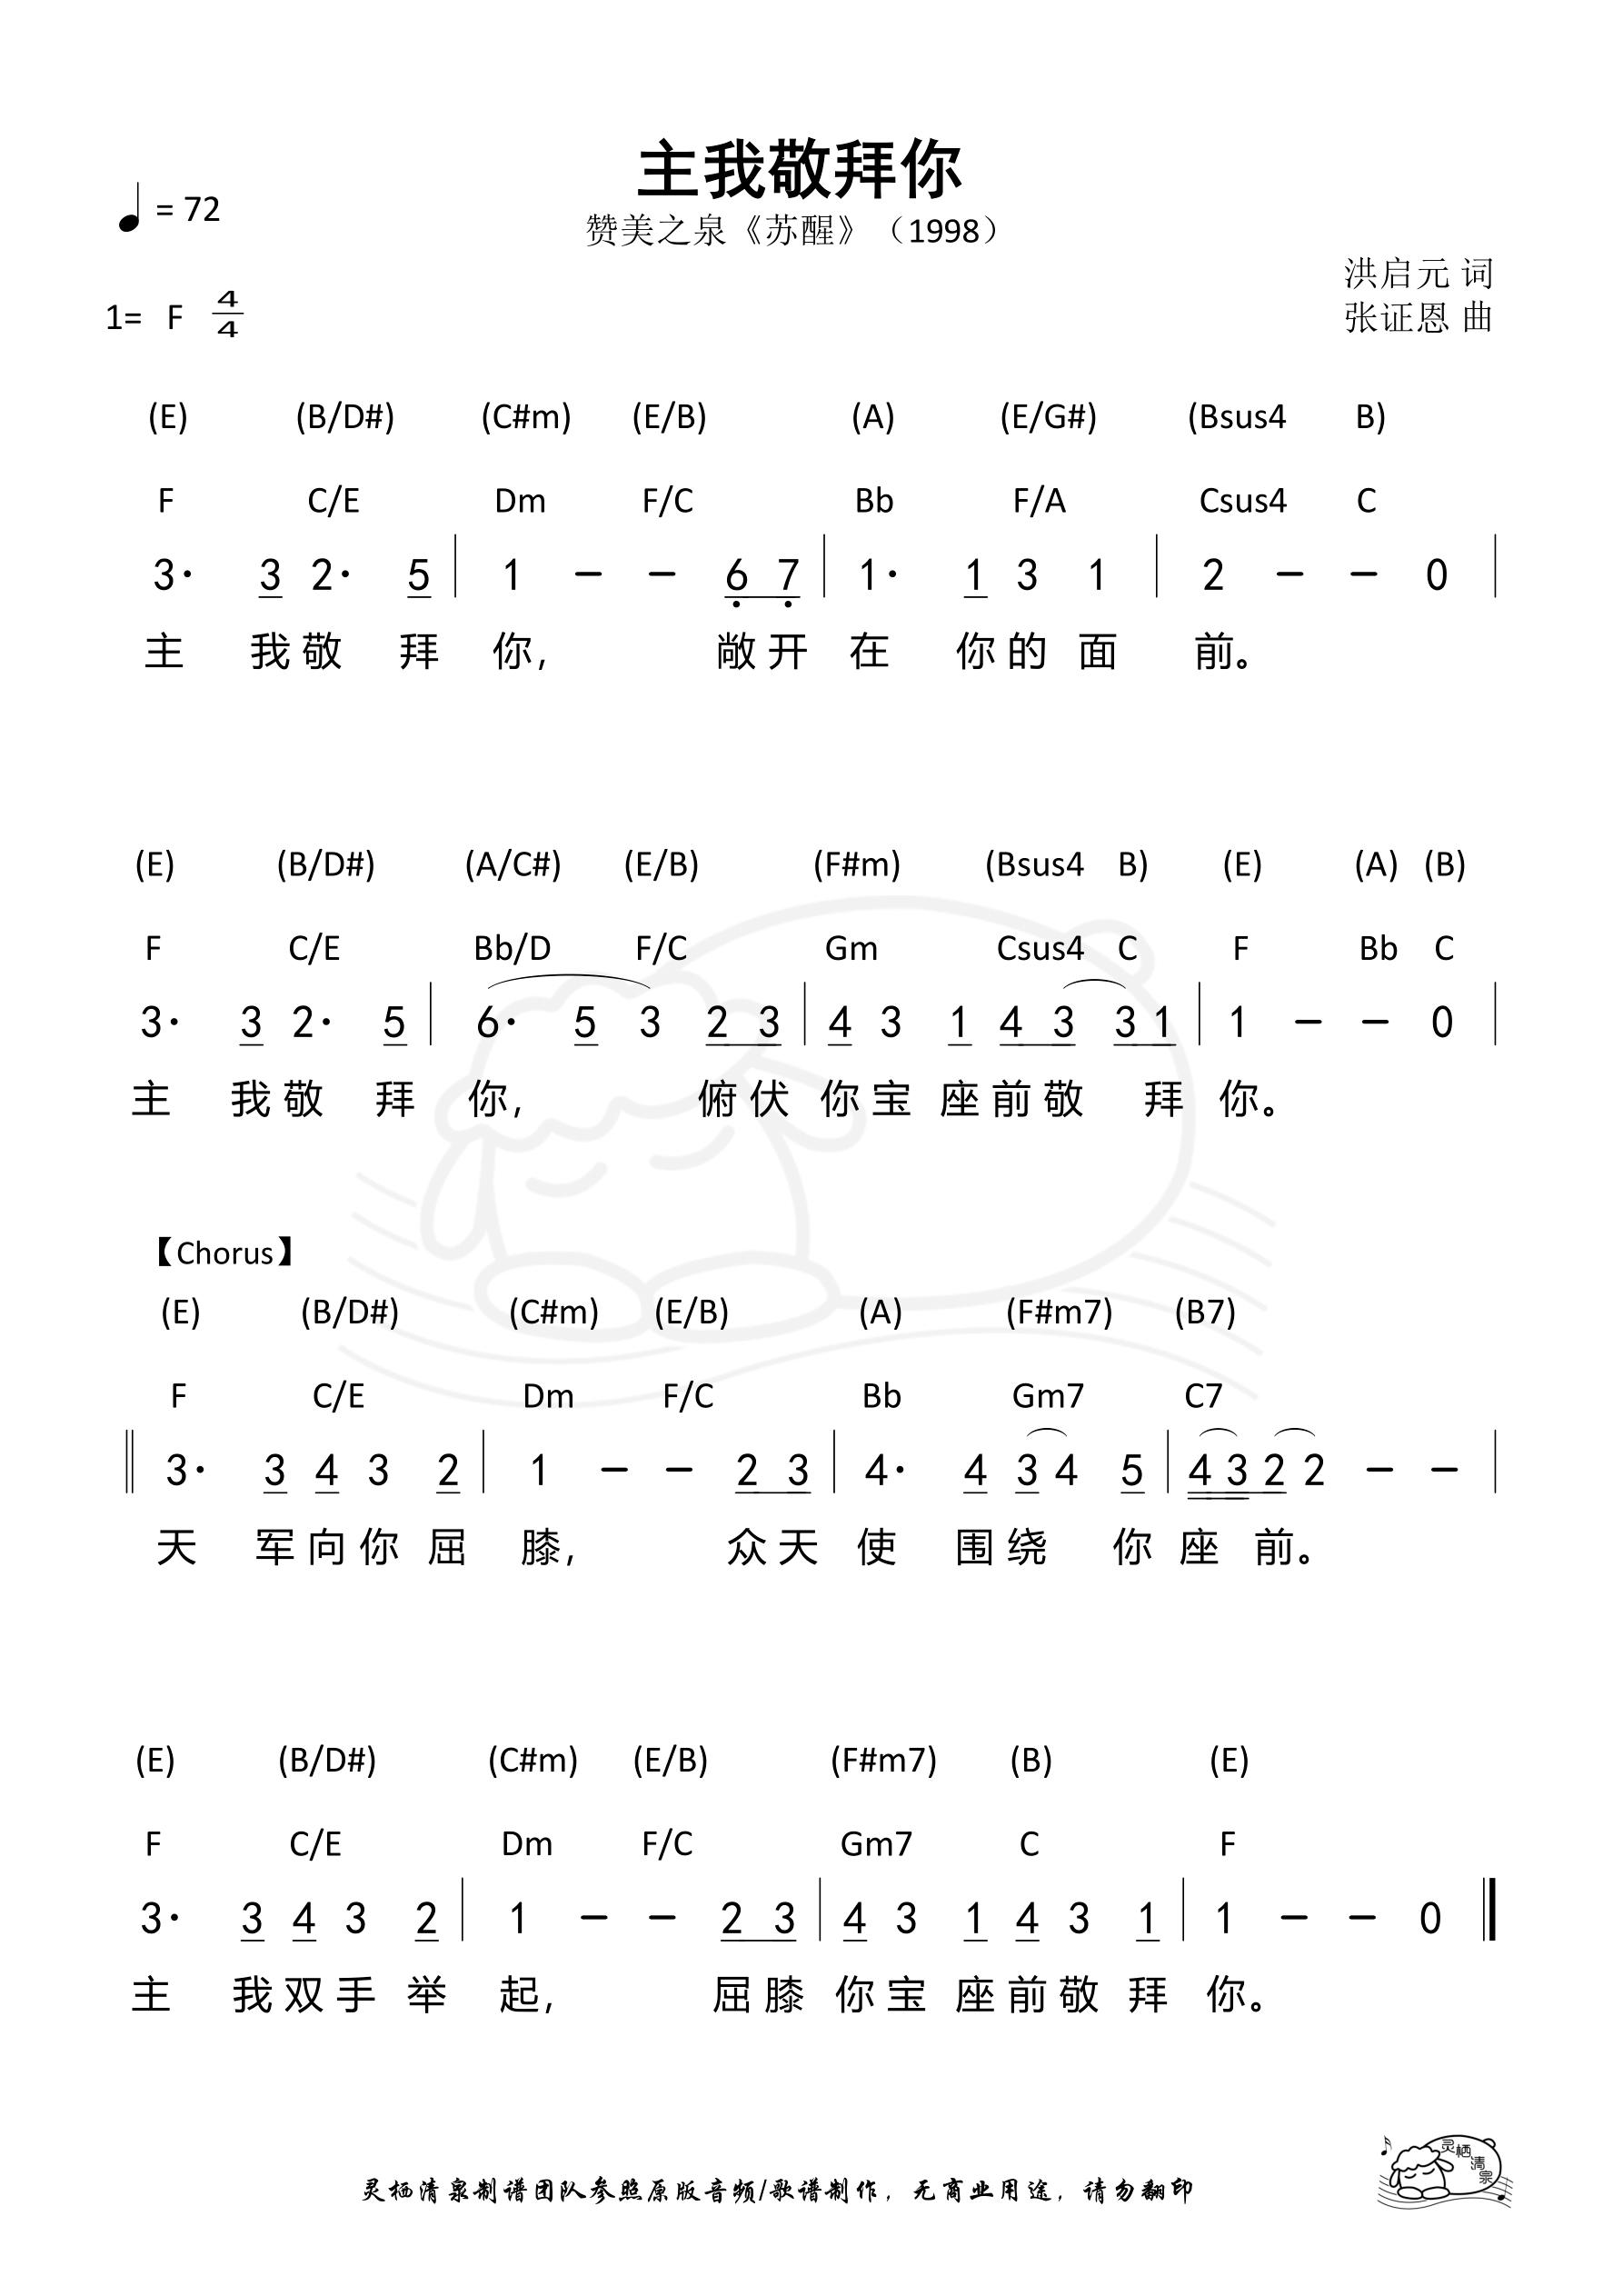 主我敬拜你
= 72
赞美之泉《苏醒》（1998）
洪启元 词
1= F 4/4
张证恩 曲
(E) (B/D#) (C#m) (E/B) (A) (E/G#) (Bsus4 B)
F C/E Dm F/C Bb F/A Csus4 C
3· 3 2· 5 | 1 – – 6 7 | 1· 1 3 1 | 2 – – 0 |
主 我敬 拜 你, 敞开 在 你的 面 前。
(E) (B/D#) (A/C#) (E/B) (F#m) (Bsus4 B) (E) (A) (B)
F C/E Bb/D F/C Gm Csus4 C F Bb C
3· 3 2· 5 | 6· 5 3 2 3 | 4 3 1 4 3 3 1 | 1 – – 0 |
主 我敬 拜 你, 俯伏 你宝 座前敬 拜 你。
【Chorus】
(E) (B/D#) (C#m) (E/B) (A) (F#m7) (B7)
F C/E Dm F/C Bb Gm7 C7
‖ 3· 3 4 3 2 | 1 – – 2 3 | 4· 4 3 4 5 | 4 3 2 2 – – |
天 军向你 屈 膝, 众天 使 围绕 你 座 前。
(E) (B/D#) (C#m) (E/B) (F#m7) (B) (E)
F C/E Dm F/C Gm7 C F
3· 3 4 3 2 | 1 – – 2 3 | 4 3 1 4 3 1 | 1 – – 0 ‖
主 我双手 举 起, 屈膝 你宝 座前敬 拜 你。
灵栖清泉
灵栖清泉制谱团队参照原版音频/歌谱制作，无商业用途，请勿翻印